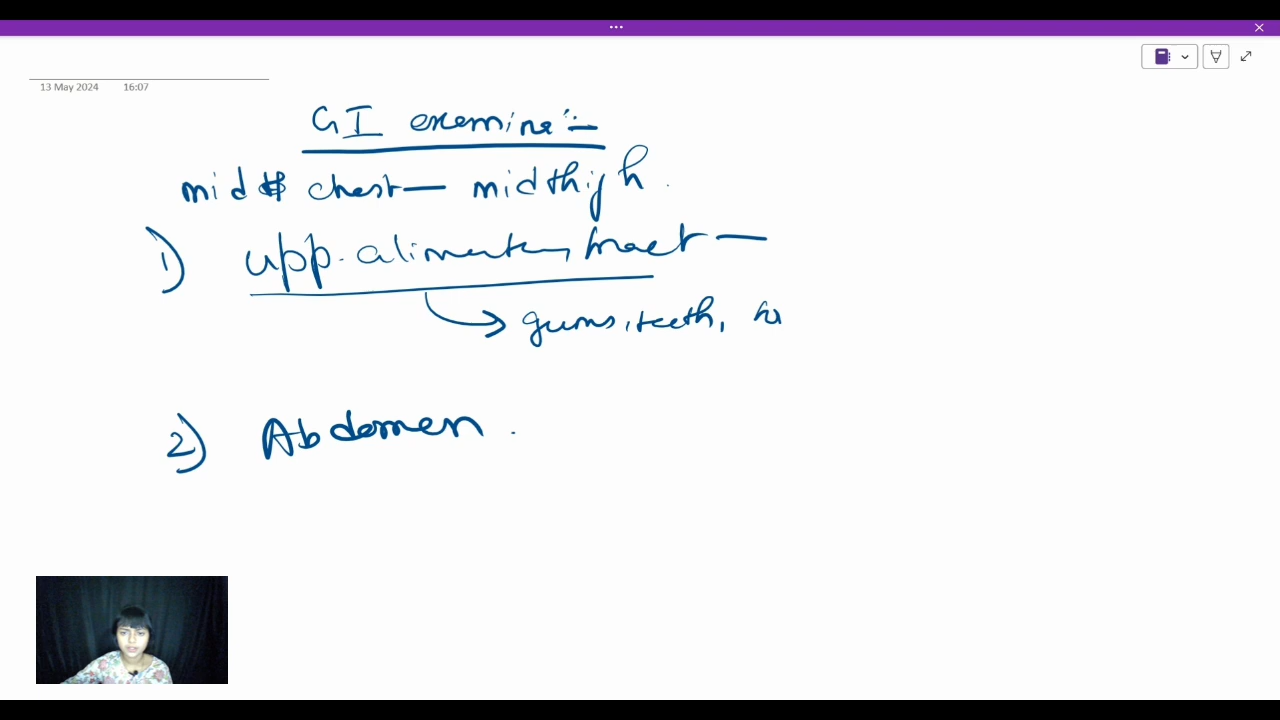 13 May 2024 16:07
GI examine :-
mid chest — midthigh.
1) upp. alimentary tract —
→ gums, teeth,
2) Abdomen.